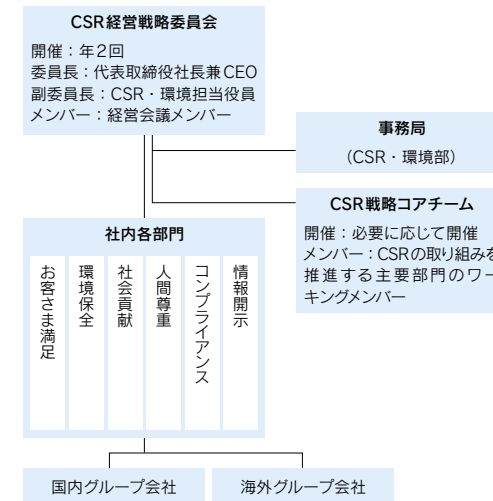 CSR経営戦略委員会
開催：年2回
委員長：代表取締役社長兼CEO
副委員長：CSR・環境担当役員
メンバー：経営会議メンバー
事務局
（CSR・環境部）
CSR戦略コアチーム
開催：必要に応じて開催
メンバー：CSRの取り組みを
推進する主要部門のワー
キングメンバー
社内各部門
お客さま満足
環境保全
社会貢献
人間尊重
コンプライアンス
情報開示
国内グループ会社
海外グループ会社